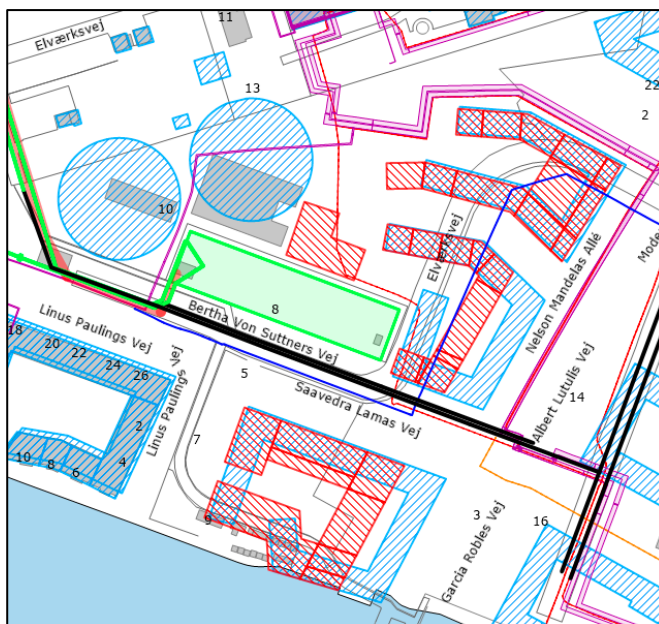 11
Elværksvej
13
22
2
10
Elværksvej
Nelson Mandelas Allé
Mode
8
Bertha Von Suttners Vej
Linus Paulings Vej
18
20
22
24
26
Linus Paulings Vej
5
Saavedra Lamas Vej
Albert Lutulis Vej
14
2
7
10
8
6
4
9
3
16
Garcia Robles Vej